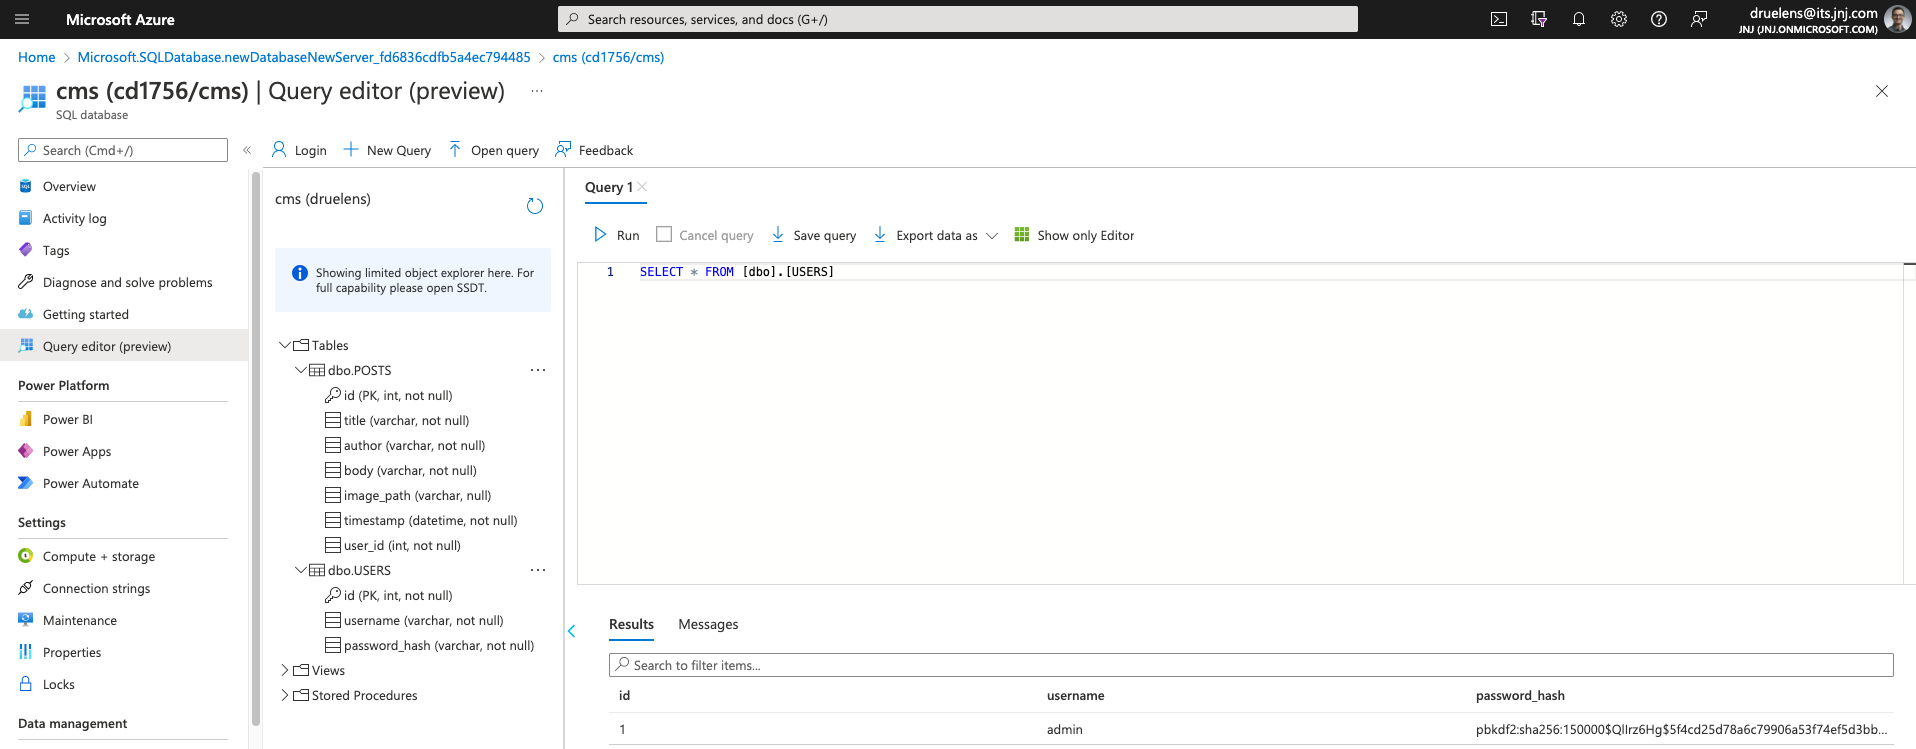 Microsoft Azure
Search resources, services, and docs (G+/)
druelens@its.jnj.com
JNJ (JNJ.ONMICROSOFT.COM)
Home > Microsoft.SQLDatabase.newDatabaseNewServer_fd6836cdfb5a4ec794485 > cms (cd1756/cms)
cms (cd1756/cms) | Query editor (preview) ...
SQL database
Search (Cmd+/)
«
Login
New Query
Open query
Feedback
Overview
Activity log
Tags
Diagnose and solve problems
Getting started
Query editor (preview)
Power Platform
Power BI
Power Apps
Power Automate
Settings
Compute + storage
Connection strings
Maintenance
Properties
Locks
Data management
cms (druelens)
Showing limited object explorer here. For
full capability please open SSDT.
Tables
dbo.POSTS ...
id (PK, int, not null)
title (varchar, not null)
author (varchar, not null)
body (varchar, not null)
image_path (varchar, null)
timestamp (datetime, not null)
user_id (int, not null)
dbo.USERS ...
id (PK, int, not null)
username (varchar, not null)
password_hash (varchar, not null)
Views
Stored Procedures
Query 1
Run
Cancel query
Save query
Export data as
Show only Editor
1 SELECT * FROM [dbo].[USERS]
Results Messages
Search to filter items...
id username password_hash
1 admin pbkdf2:sha256:150000$QlIrz6Hg$5f4cd25d78a6c79906a53f74ef5d3bb...